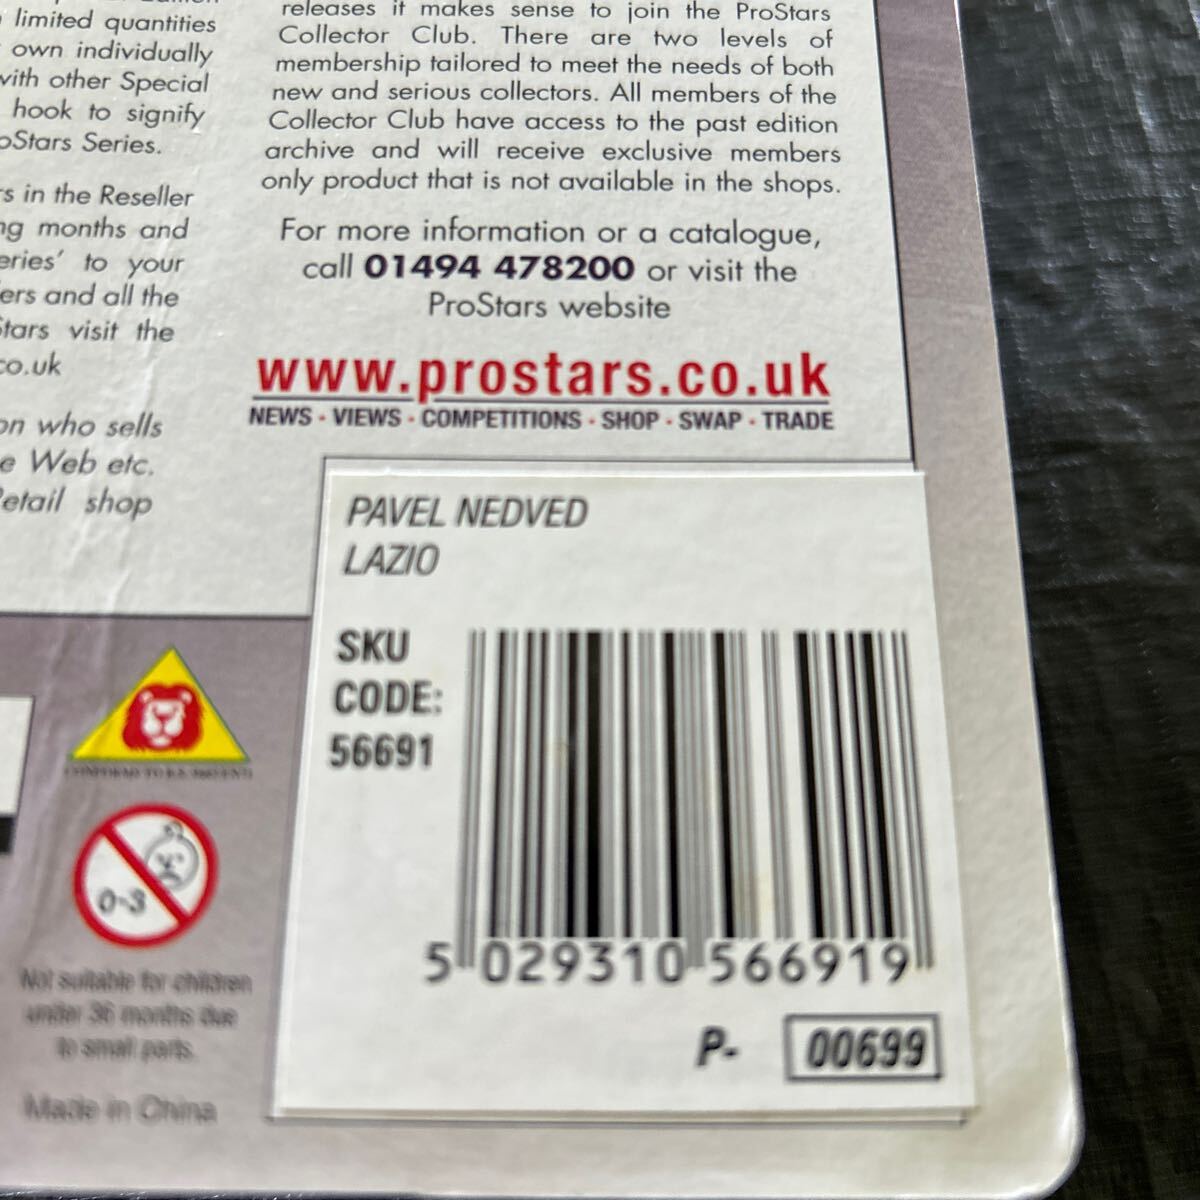 limited quantities
own individually
with other Special
hook to signify
ProStars Series.
rs in the Reseller
ng months and
eries' to your
ers and all the
Stars visit the
co.uk
on who sells
e Web etc.
etail shop
releases it makes sense to join the ProStars
Collector Club. There are two levels of
membership tailored to meet the needs of both
new and serious collectors. All members of the
Collector Club have access to the past edition
archive and will receive exclusive members
only product that is not available in the shops.
For more information or a catalogue,
call 01494 478200 or visit the
ProStars website
www.prostars.co.uk
NEWS · VIEWS · COMPETITIONS · SHOP · SWAP · TRADE
PAVEL NEDVED
LAZIO
SKU
CODE:
56691
5 029310 566919
P- 00699
0-3
Not suitable for children
under 36 months due
to small parts.
Made in China